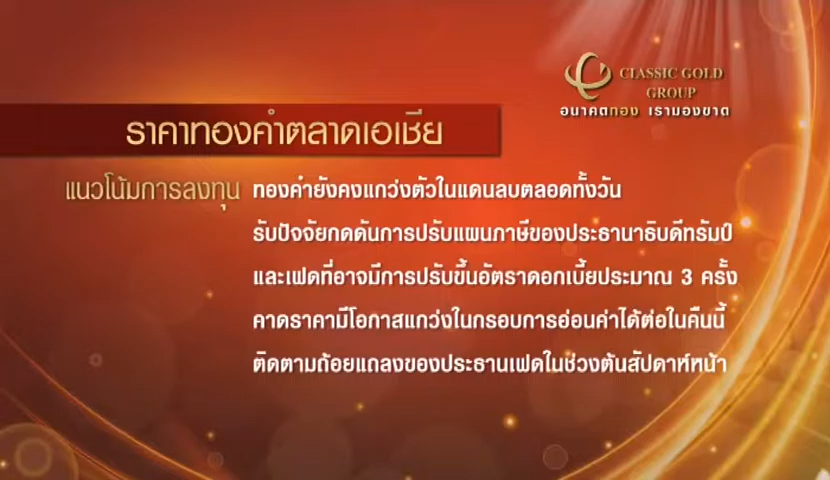 CLASSIC GOLD
GROUP
อนาคตทอง เรามองขาด
ราคาทองคำตลาดเอเชีย
แนวโน้มการลงทุน ทองคำยังคงแกว่งตัวในแดนลบตลอดทั้งวัน
รับปัจจัยกดดันการปรับแผนภาษีของประธานาธิบดีทรัมป์
และเฟดที่อาจมีการปรับขึ้นอัตราดอกเบี้ยประมาณ 3 ครั้ง
คาดราคามีโอกาสแกว่งในกรอบการอ่อนค่าได้ต่อในคืนนี้
ติดตามถ้อยแถลงของประธานเฟดในช่วงต้นสัปดาห์หน้า